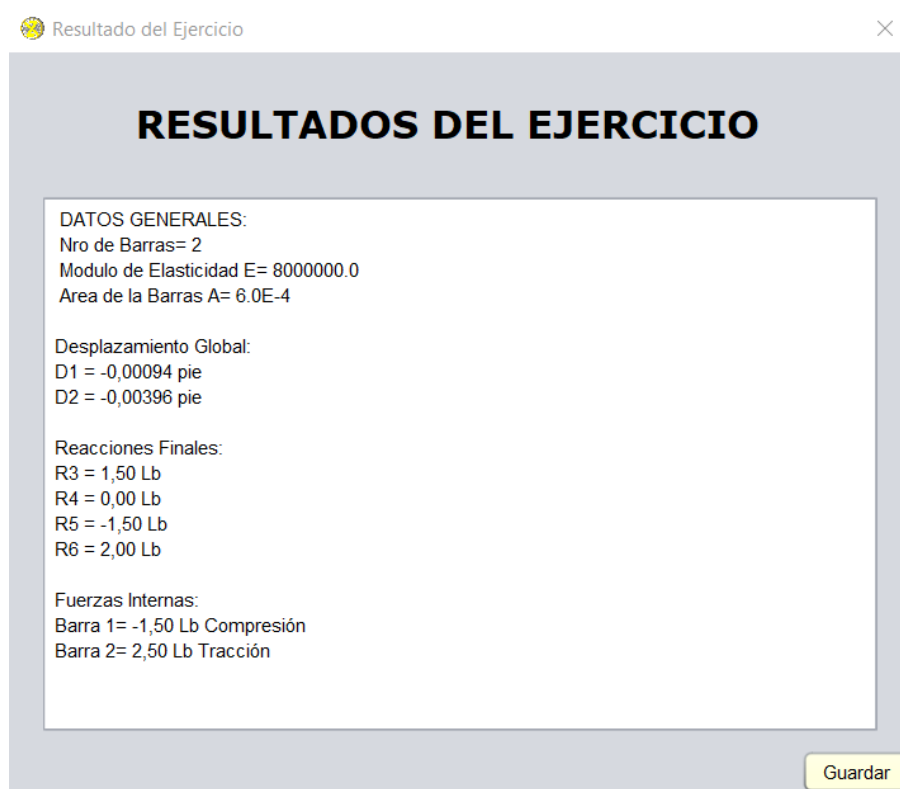 Resultado del Ejercicio
RESULTADOS DEL EJERCICIO
DATOS GENERALES:
Nro de Barras= 2
Modulo de Elasticidad E= 8000000.0
Area de la Barras A= 6.0E-4
Desplazamiento Global:
D1 = -0,00094 pie
D2 = -0,00396 pie
Reacciones Finales:
R3 = 1,50 Lb
R4 = 0,00 Lb
R5 = -1,50 Lb
R6 = 2,00 Lb
Fuerzas Internas:
Barra 1= -1,50 Lb Compresión
Barra 2= 2,50 Lb Tracción
Guardar